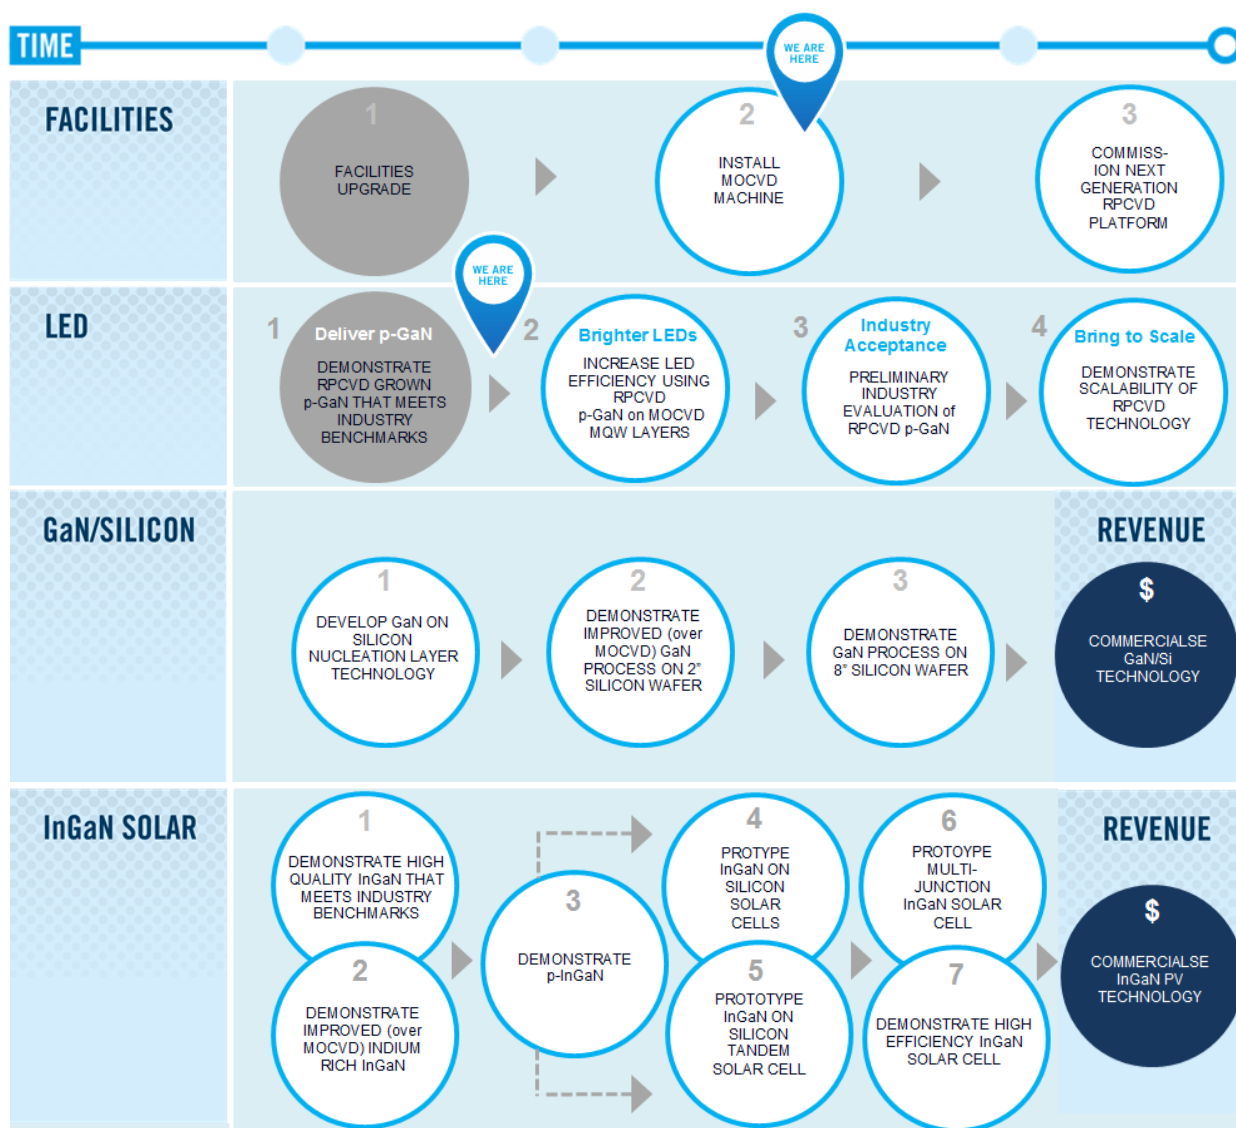 TIME
WE ARE
HERE
FACILITIES
1
FACILITIES
UPGRADE
2
INSTALL
MOCVD
MACHINE
3
COMMISS-
ION NEXT
GENERATION
RPCVD
PLATFORM
WE ARE
HERE
LED
1
Deliver p-GaN
DEMONSTRATE
RPCVD GROWN
p-GaN THAT MEETS
INDUSTRY
BENCHMARKS
2
Brighter LEDs
INCREASE LED
EFFICIENCY USING
RPCVD
p-GaN on MOCVD
MQW LAYERS
3
Industry
Acceptance
PRELIMINARY
INDUSTRY
EVALUATION of
RPCVD p-GaN
4
Bring to Scale
DEMONSTRATE
SCALABILITY OF
RPCVD
TECHNOLOGY
GaN/SILICON
1
DEVELOP GaN ON
SILICON
NUCLEATION LAYER
TECHNOLOGY
2
DEMONSTRATE
IMPROVED (over
MOCVD) GaN
PROCESS ON 2"
SILICON WAFER
3
DEMONSTRATE
GaN PROCESS ON
8" SILICON WAFER
REVENUE
$
COMMERCIALSE
GaN/Si
TECHNOLOGY
InGaN SOLAR
1
DEMONSTRATE HIGH
QUALITY InGaN THAT
MEETS INDUSTRY
BENCHMARKS
2
DEMONSTRATE
IMPROVED (over
MOCVD) INDIUM
RICH InGaN
3
DEMONSTRATE
p-InGaN
4
PROTYPE
InGaN ON
SILICON
SOLAR
CELLS
5
PROTOTYPE
InGaN ON
SILICON
TANDEM
SOLAR CELL
6
PROTOYPE
MULTI-
JUNCTION
InGaN SOLAR
CELL
7
DEMONSTRATE HIGH
EFFICIENCY InGaN
SOLAR CELL
REVENUE
$
COMMERCIALSE
InGaN PV
TECHNOLOGY